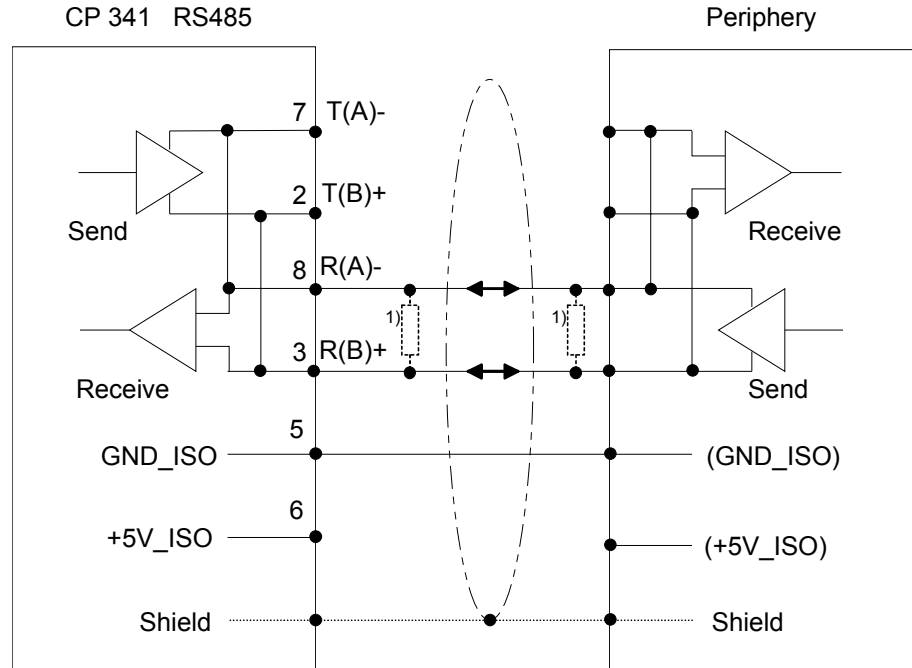 CP 341 RS485
Periphery
7 T(A)-
2 T(B)+
Send
Receive
8 R(A)-
1)
1)
3 R(B)+
Receive
Send
5
GND_ISO
(GND_ISO)
6
+5V_ISO
(+5V_ISO)
Shield
Shield